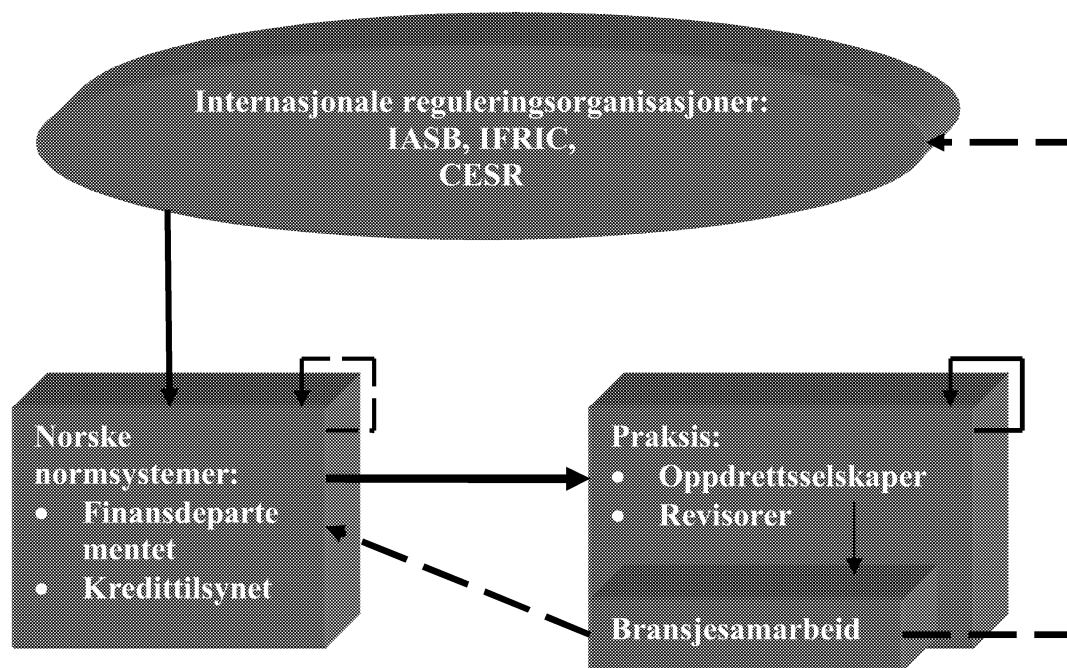 Internasjonale reguleringsorganisasjoner:
IASB, IFRIC,
CESR
Norske
normsystemer:
• Finansdeparte
mentet
• Kredittilsynet
Praksis:
• Oppdrettsselskaper
• Revisorer
Bransjesamarbeid